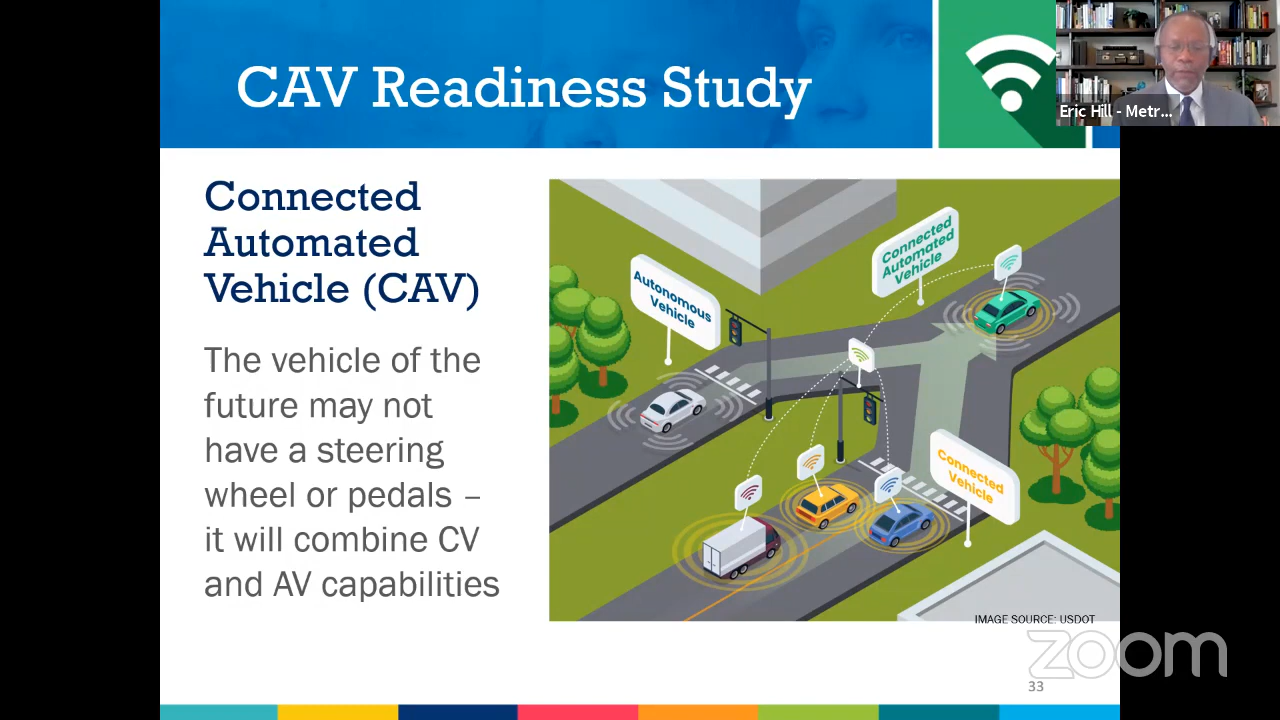 CAV Readiness Study
Eric Hill - Metr...
Connected
Automated
Vehicle (CAV)
The vehicle of the
future may not
have a steering
wheel or pedals –
it will combine CV
and AV capabilities
Autonomous
Vehicle
Connected
Automated
Vehicle
Connected
Vehicle
IMAGE SOURCE: USDOT
zoom
33